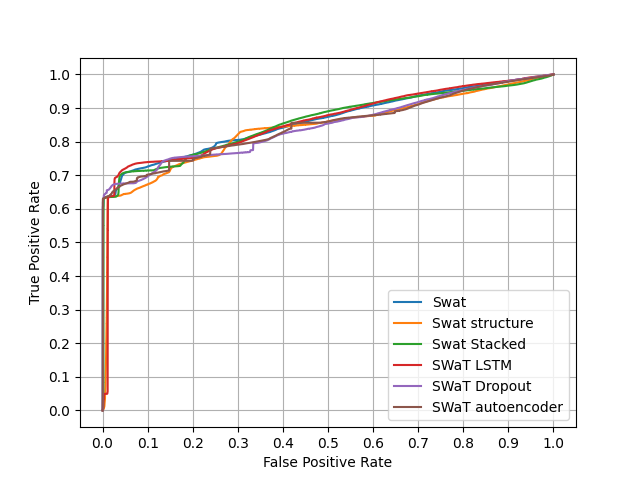 1.0
0.9
0.8
0.7
0.6
0.5
0.4
0.3
0.2
0.1
0.0
True Positive Rate
Swat
Swat structure
Swat Stacked
SWaT LSTM
SWaT Dropout
SWaT autoencoder
0.0 0.1 0.2 0.3 0.4 0.5 0.6 0.7 0.8 0.9 1.0
False Positive Rate